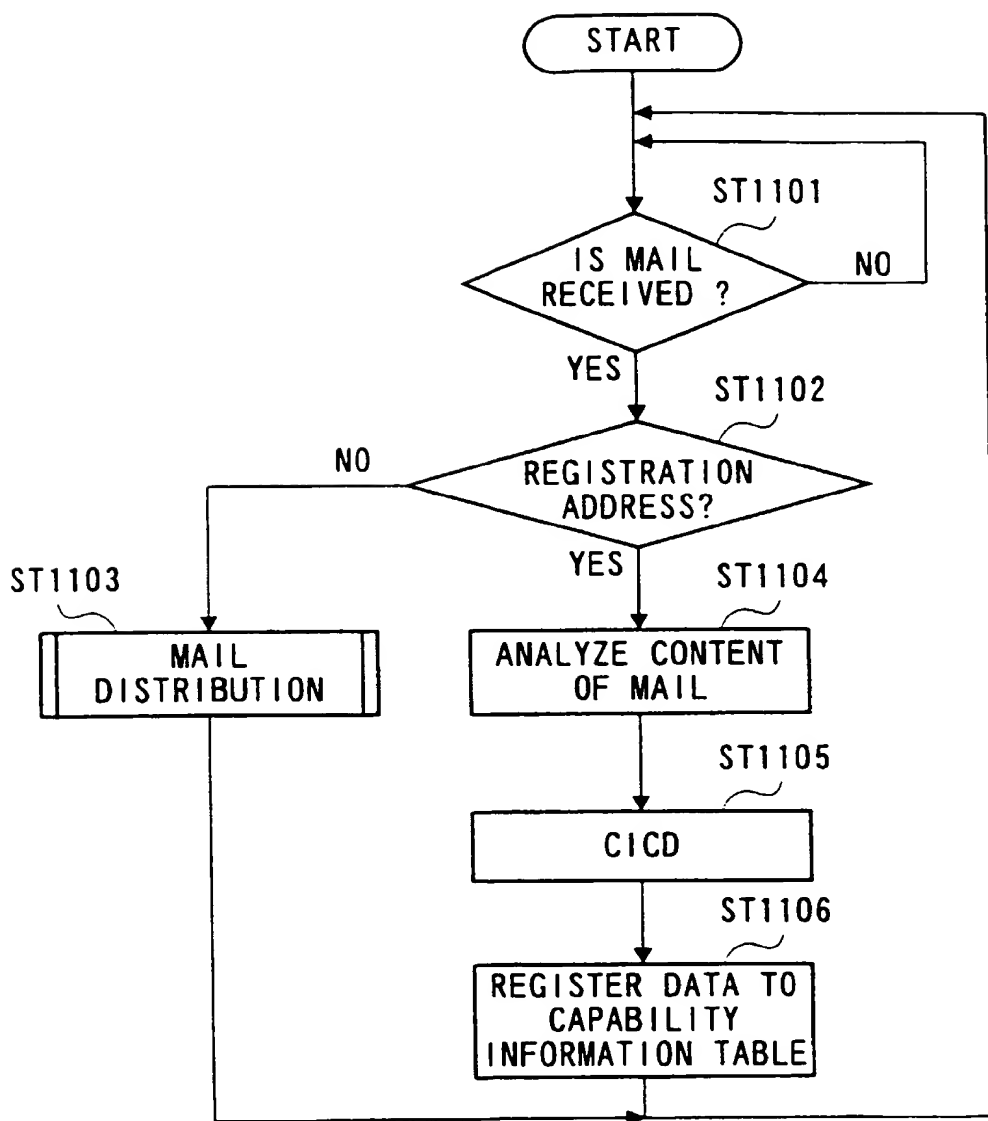 START
ST1101
IS MAIL
RECEIVED ?
NO
YES
ST1102
NO
REGISTRATION
ADDRESS?
YES
ST1103
ST1104
MAIL
DISTRIBUTION
ANALYZE CONTENT
OF MAIL
ST1105
CICD
ST1106
REGISTER DATA TO
CAPABILITY
INFORMATION TABLE